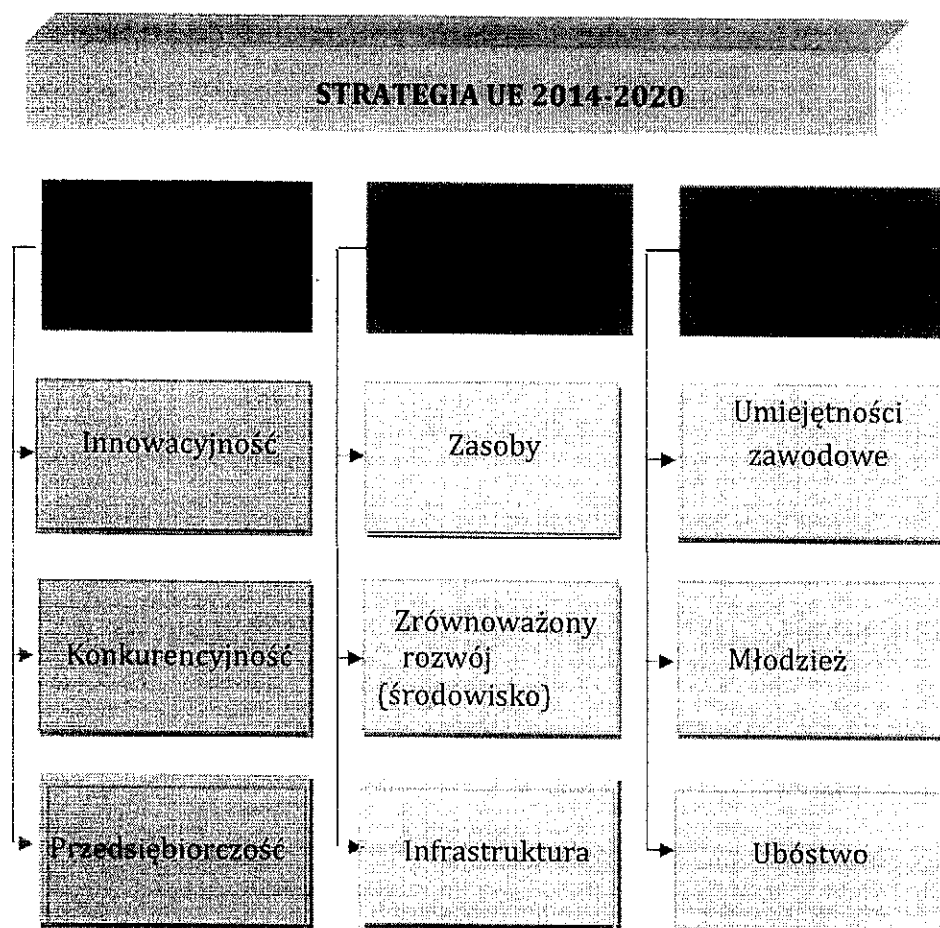 STRATEGIA UE 2014-2020
Innowacyjność
Zasoby
Umiejętności
zawodowe
Konkurencyjność
Zrównoważony
rozwój
(środowisko)
Młodzież
Przedsiębiorczość
Infrastruktura
Ubóstwo